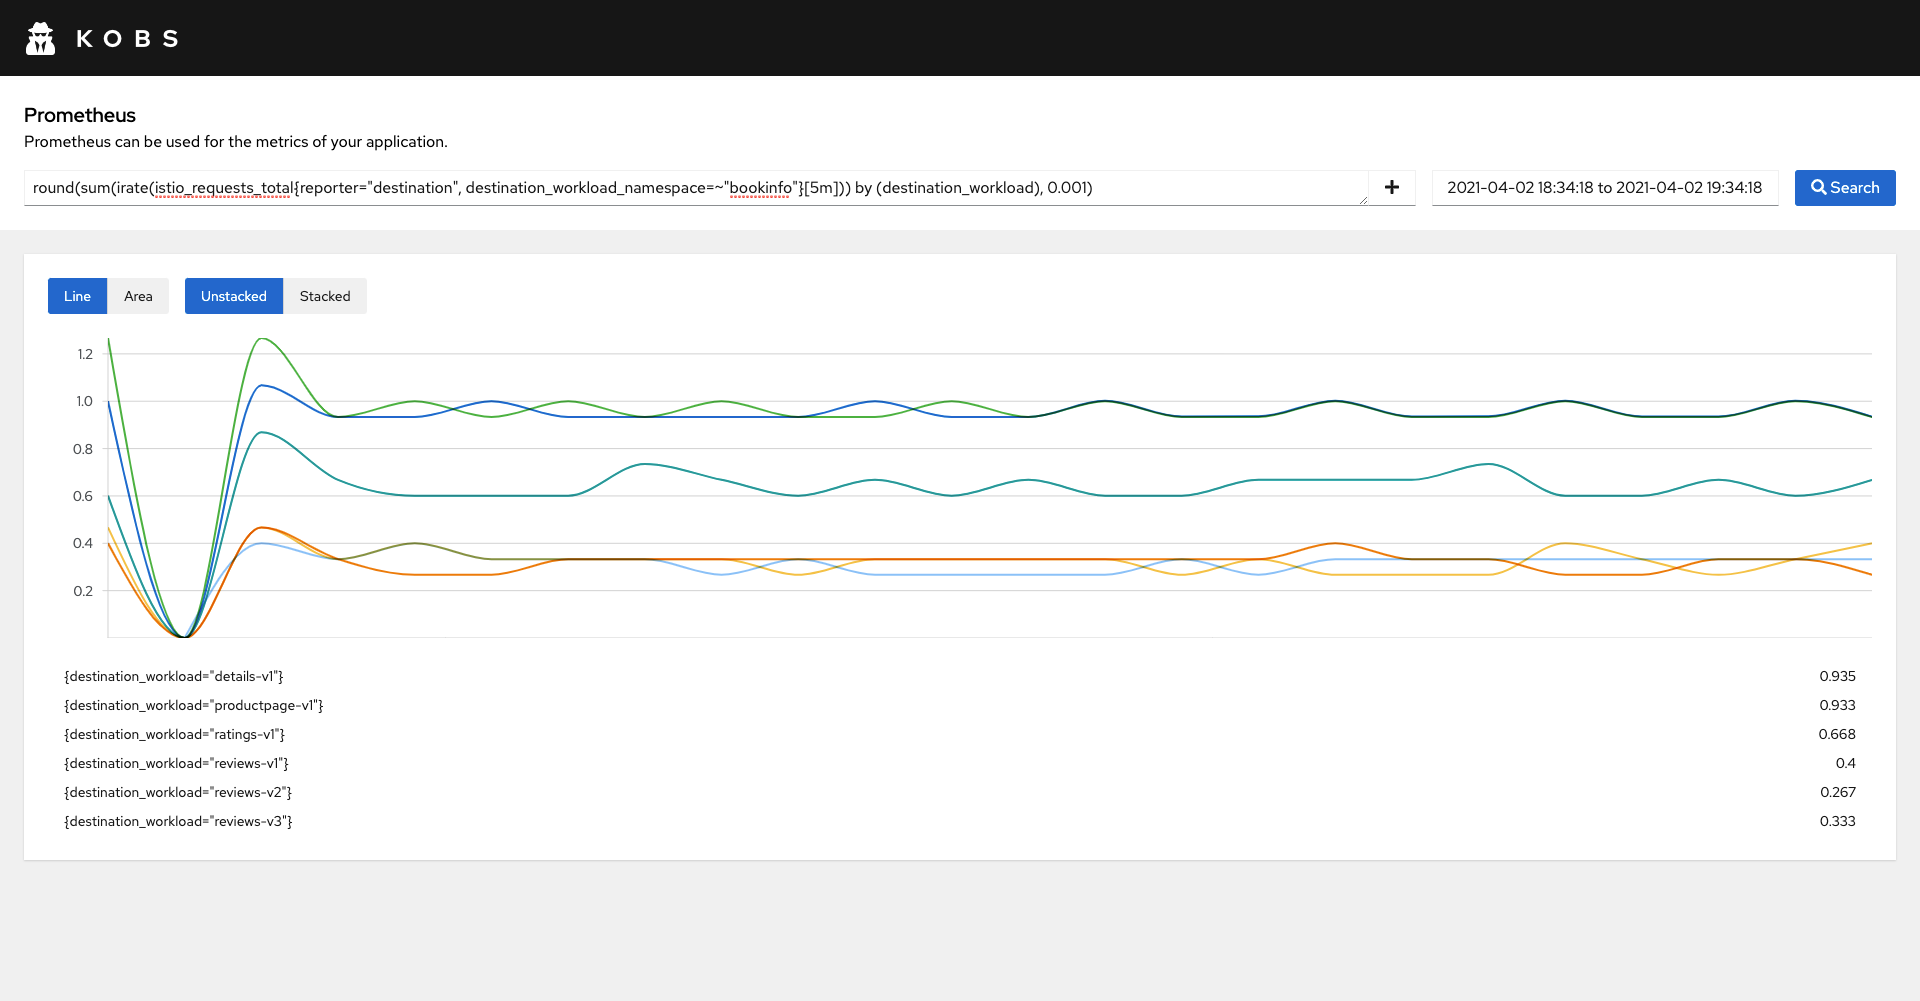 KOBS
Prometheus
Prometheus can be used for the metrics of your application.
round(sum(irate(istio_requests_total{reporter="destination", destination_workload_namespace=~"bookinfo"}[5m])) by (destination_workload), 0.001)
2021-04-02 18:34:18 to 2021-04-02 19:34:18
Search
Line Area Unstacked Stacked
1.2
1.0
0.8
0.6
0.4
0.2
{destination_workload="details-v1"} 0.935
{destination_workload="productpage-v1"} 0.933
{destination_workload="ratings-v1"} 0.668
{destination_workload="reviews-v1"} 0.4
{destination_workload="reviews-v2"} 0.267
{destination_workload="reviews-v3"} 0.333